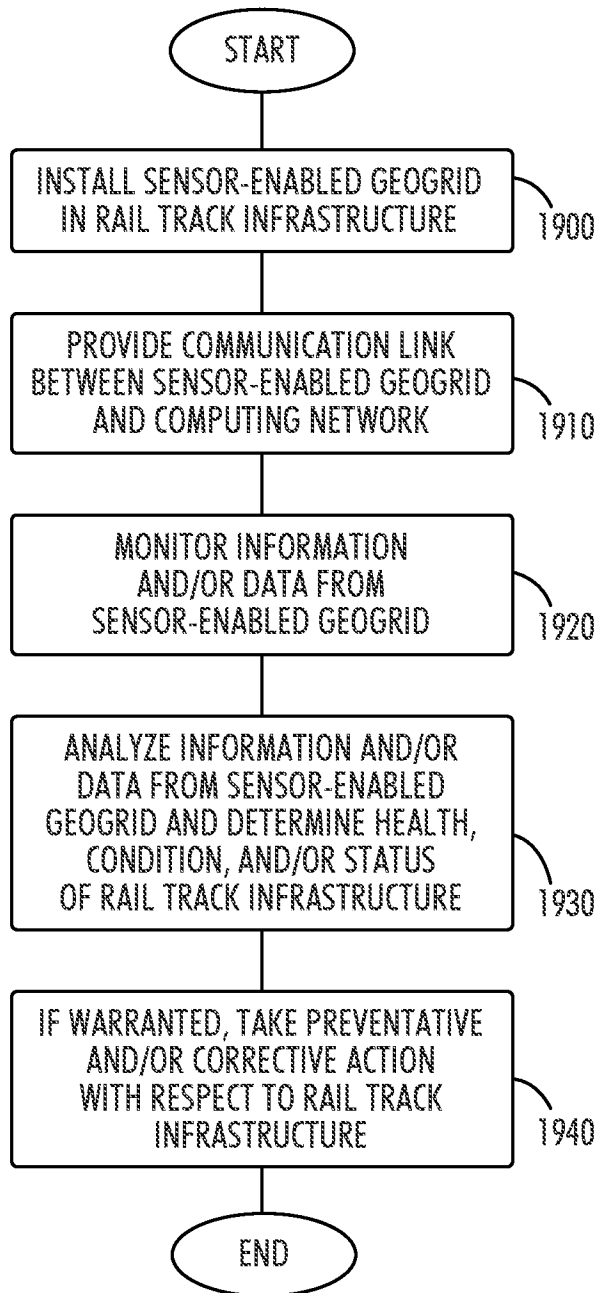 START
INSTALL SENSOR-ENABLED GEOGRID
IN RAIL TRACK INFRASTRUCTURE
1900
PROVIDE COMMUNICATION LINK
BETWEEN SENSOR-ENABLED GEOGRID
AND COMPUTING NETWORK
1910
MONITOR INFORMATION
AND/OR DATA FROM
SENSOR-ENABLED GEOGRID
1920
ANALYZE INFORMATION AND/OR
DATA FROM SENSOR-ENABLED
GEOGRID AND DETERMINE HEALTH,
CONDITION, AND/OR STATUS
OF RAIL TRACK INFRASTRUCTURE
1930
IF WARRANTED, TAKE PREVENTATIVE
AND/OR CORRECTIVE ACTION
WITH RESPECT TO RAIL TRACK
INFRASTRUCTURE
1940
END